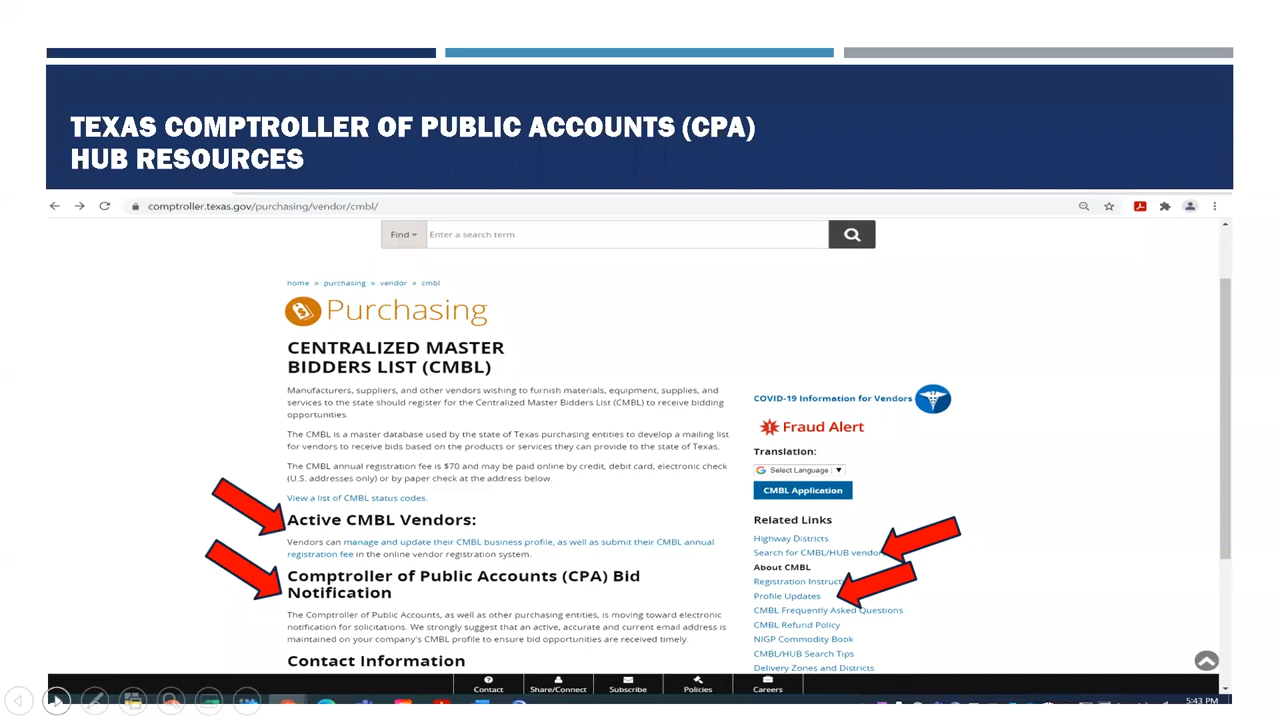 TEXAS COMPTROLLER OF PUBLIC ACCOUNTS (CPA)
HUB RESOURCES
comptroller.texas.gov/purchasing/vendor/cmbl/
Find
Enter a search term
home » purchasing » vendor » cmbl
Purchasing
CENTRALIZED MASTER
BIDDERS LIST (CMBL)
Manufacturers, suppliers, and other vendors wishing to furnish materials, equipment, supplies, and
services to the state should register for the Centralized Master Bidders List (CMBL) to receive bidding
opportunities.
The CMBL is a master database used by the state of Texas purchasing entities to develop a mailing list
for vendors to receive bids based on the products or services they can provide to the state of Texas.
The CMBL annual registration fee is $70 and may be paid online by credit, debit card, electronic check
(U.S. addresses only) or by paper check at the address below.
View a list of CMBL status codes.
Active CMBL Vendors:
Vendors can manage and update their CMBL business profile, as well as submit their CMBL annual
registration fee in the online vendor registration system.
Comptroller of Public Accounts (CPA) Bid
Notification
The Comptroller of Public Accounts, as well as other purchasing entities, is moving toward electronic
notification for solicitations. We strongly suggest that an active, accurate and current email address is
maintained on your company's CMBL profile to ensure bid opportunities are received timely.
Contact Information
COVID-19 Information for Vendors
Fraud Alert
Translation:
G Select Language
CMBL Application
Related Links
Highway Districts
Search for CMBL/HUB vendor
About CMBL
Registration Instruct
Profile Updates
CMBL Frequently Asked Questions
CMBL Refund Policy
NIGP Commodity Book
CMBL/HUB Search Tips
Delivery Zones and Districts
Contact
Share/Connect
Subscribe
Policies
Careers
5:43 PM